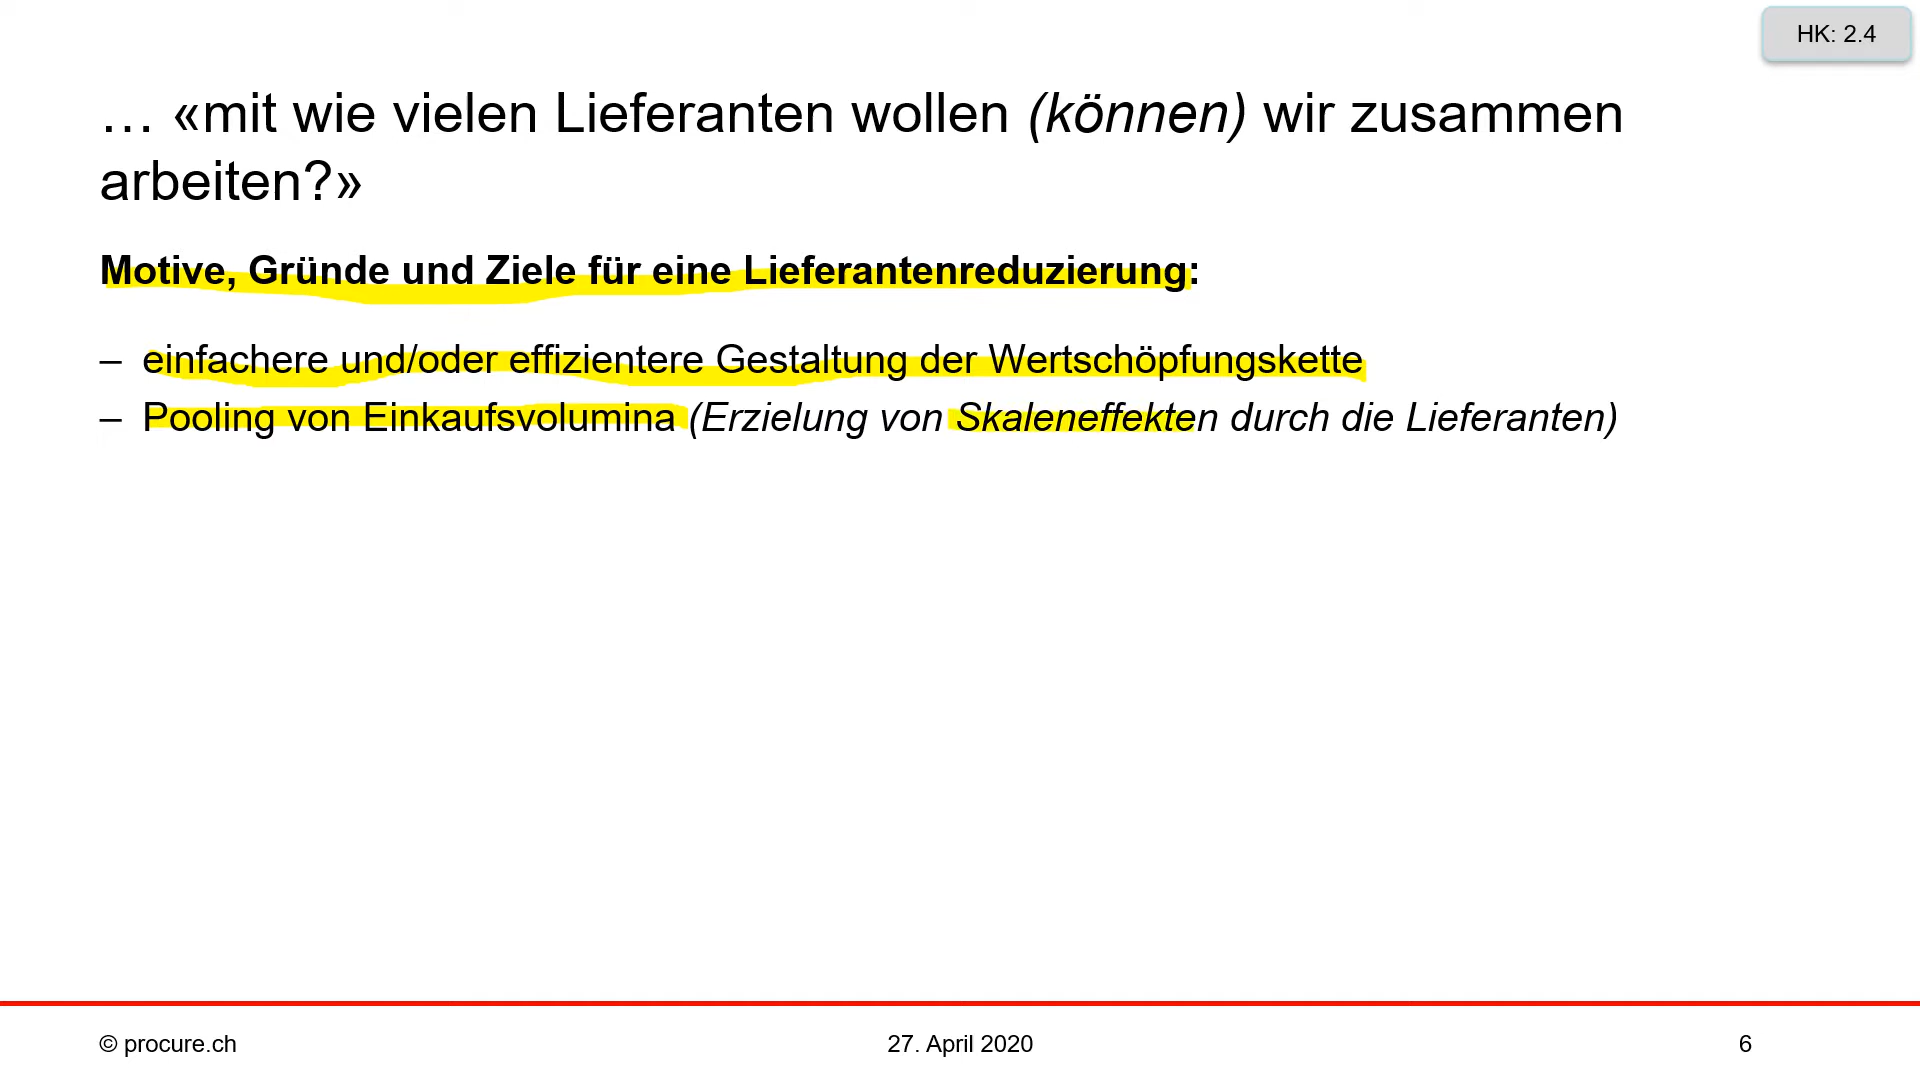 HK: 2.4
… «mit wie vielen Lieferanten wollen (können) wir zusammen
arbeiten?»
Motive, Gründe und Ziele für eine Lieferantenreduzierung:
– einfachere und/oder effizientere Gestaltung der Wertschöpfungskette
– Pooling von Einkaufsvolumina (Erzielung von Skaleneffekten durch die Lieferanten)
© procure.ch 27. April 2020 6